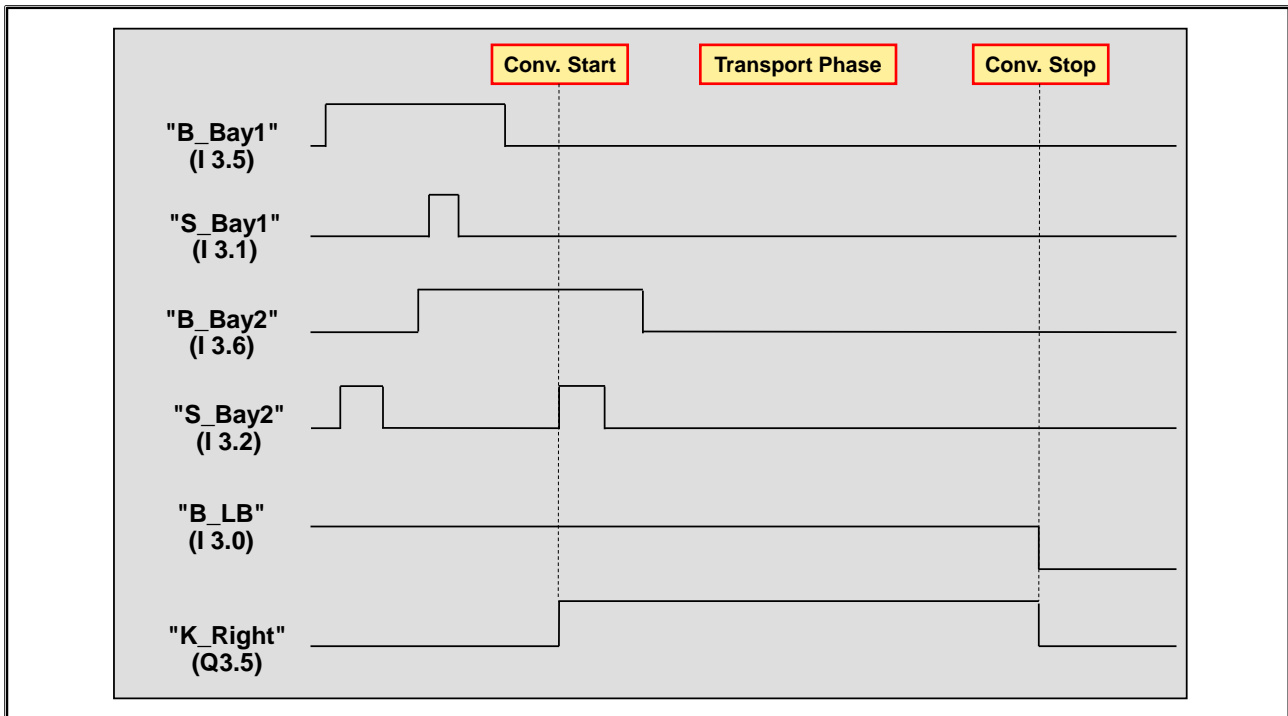 Conv. Start
Transport Phase
Conv. Stop
"B_Bay1"
(I 3.5)
"S_Bay1"
(I 3.1)
"B_Bay2"
(I 3.6)
"S_Bay2"
(I 3.2)
"B_LB"
(I 3.0)
"K_Right"
(Q3.5)